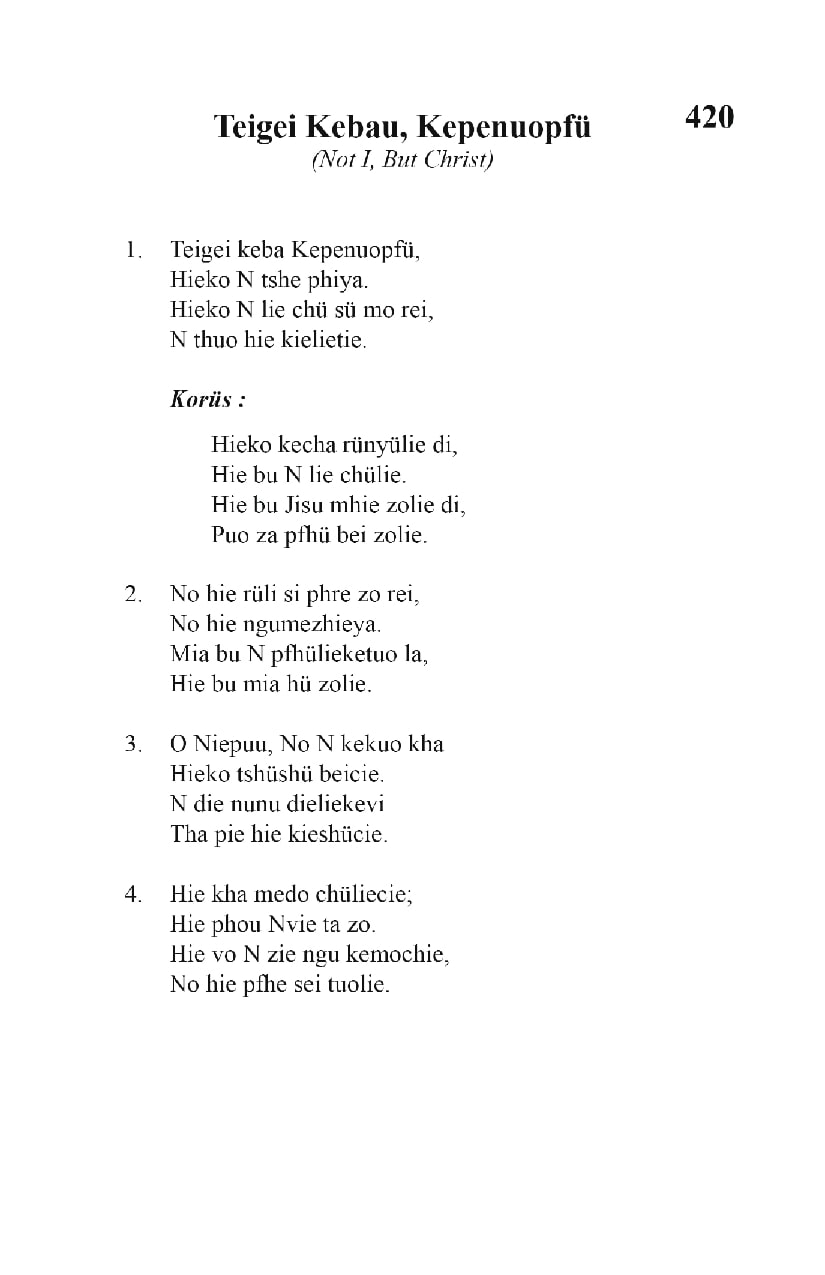 420
Teigei Kebau, Kepenuopfü
(Not I, But Christ)
1. Teigei keba Kepenuopfü,
Hieko N tshe phiya.
Hieko N lie chü sü mo rei,
N thuo hie kielietie.
Korüs :
Hieko kecha rünyülie di,
Hie bu N lie chülie.
Hie bu Jisu mhie zolie di,
Puo za pfhü bei zolie.
2. No hie rüli si phre zo rei,
No hie ngumezhieya.
Mia bu N pfhülieketuo la,
Hie bu mia hü zolie.
3. O Niepuu, No N kekuo kha
Hieko tshüshü beicie.
N die nunu dieliekevi
Tha pie hie kieshücie.
4. Hie kha medo chüliecie;
Hie phou Nvie ta zo.
Hie vo N zie ngu kemochie,
No hie pfhe sei tuolie.